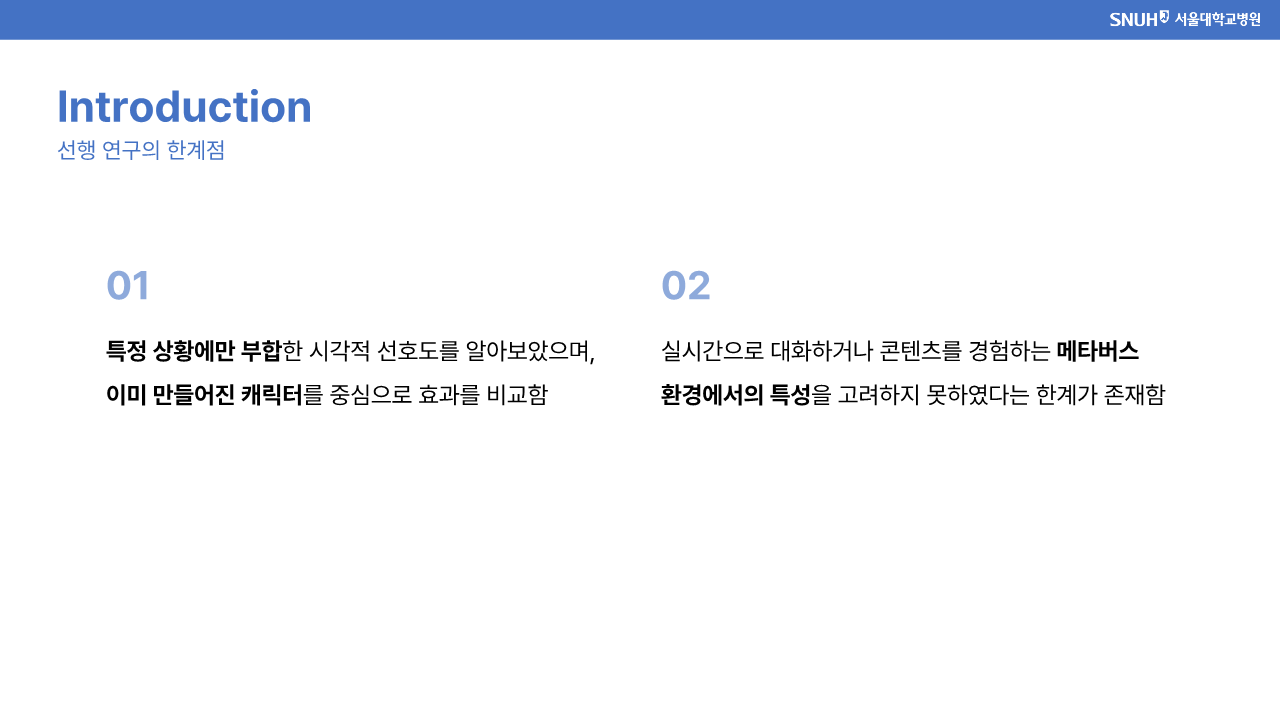 SNUH 서울대학교병원
Introduction
선행 연구의 한계점
01
특정 상황에만 부합한 시각적 선호도를 알아보았으며,
이미 만들어진 캐릭터를 중심으로 효과를 비교함
02
실시간으로 대화하거나 콘텐츠를 경험하는 메타버스
환경에서의 특성을 고려하지 못하였다는 한계가 존재함